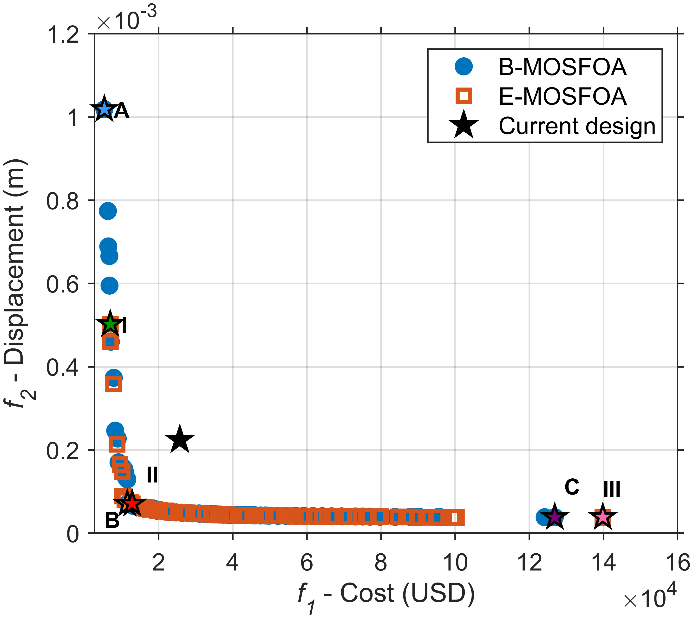 ×10⁻³
1.2
1
0.8
0.6
0.4
0.2
0
f₂ - Displacement (m)
B-MOSFOA
E-MOSFOA
Current design
A
I
II
B
C
III
2
4
6
8
10
12
14
16
f₁ - Cost (USD)
×10⁴